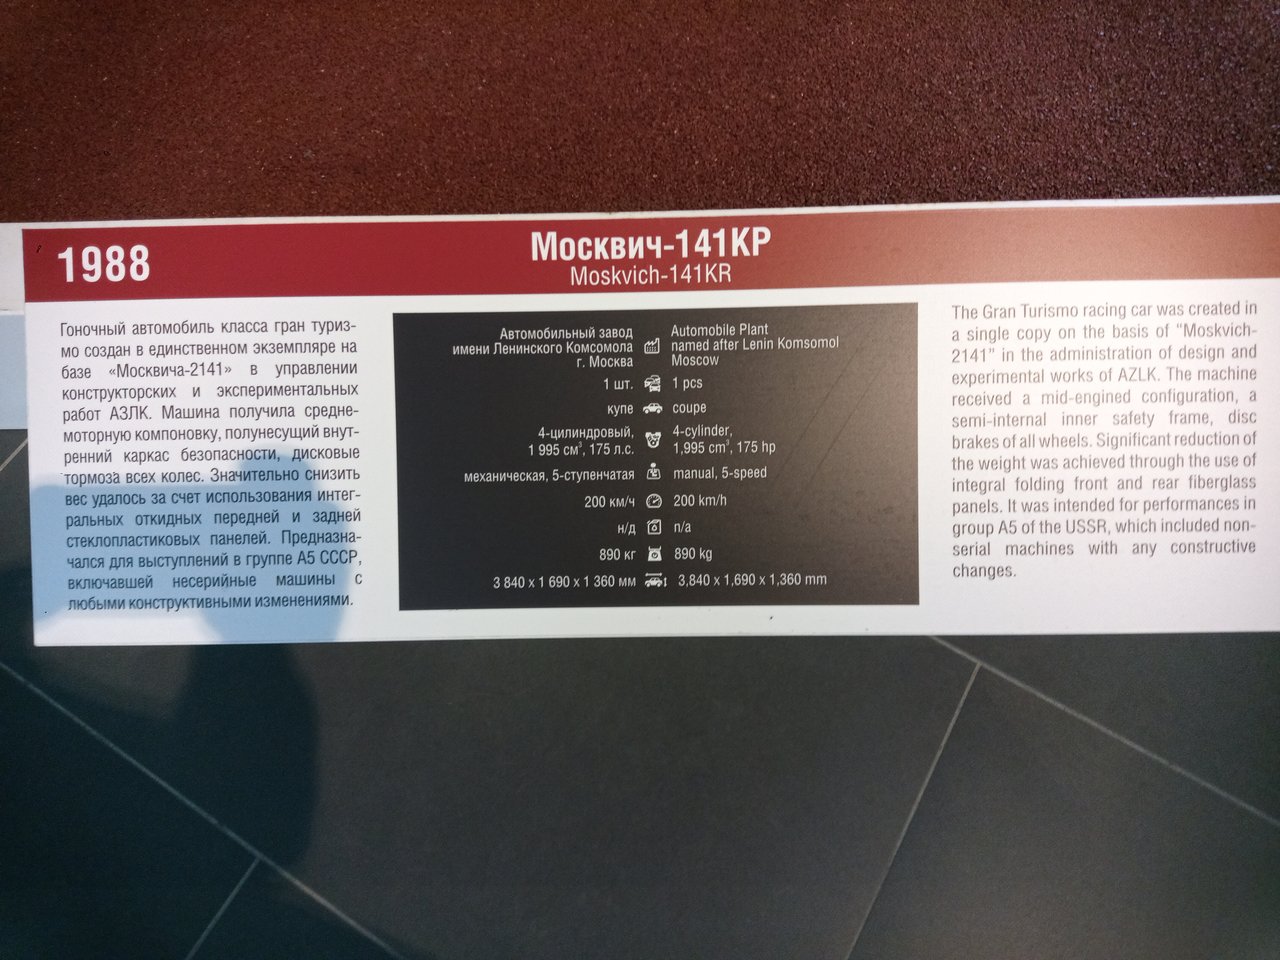 1988
Москвич-141КР
Moskvich-141KR
Гоночный автомобиль класса гран туриз-
мо создан в единственном экземпляре на
базе «Москвича-2141» в управлении
конструкторских и экспериментальных
работ АЗЛК. Машина получила средне-
моторную компоновку, полунесущий внут-
ренний каркас безопасности, дисковые
тормоза всех колес. Значительно снизить
вес удалось за счет использования интег-
ральных откидных передней и задней
стеклопластиковых панелей. Предназна-
чался для выступлений в группе А5 СССР,
включавшей несерийные машины с
любыми конструктивными изменениями.
Автомобильный завод
имени Ленинского Комсомола
г. Москва
1 шт.
купе
4-цилиндровый,
1 995 см³, 175 л.с.
механическая, 5-ступенчатая
200 км/ч
н/д
890 кг
3 840 x 1 690 x 1 360 мм
Automobile Plant
named after Lenin Komsomol
Moscow
1 pcs
coupe
4-cylinder,
1,995 cm³, 175 hp
manual, 5-speed
200 km/h
n/a
890 kg
3,840 x 1,690 x 1,360 mm
The Gran Turismo racing car was created in
a single copy on the basis of "Moskvich-
2141" in the administration of design and
experimental works of AZLK. The machine
received a mid-engined configuration, a
semi-internal inner safety frame, disc
brakes of all wheels. Significant reduction of
the weight was achieved through the use of
integral folding front and rear fiberglass
panels. It was intended for performances in
group A5 of the USSR, which included non-
serial machines with any constructive
changes.